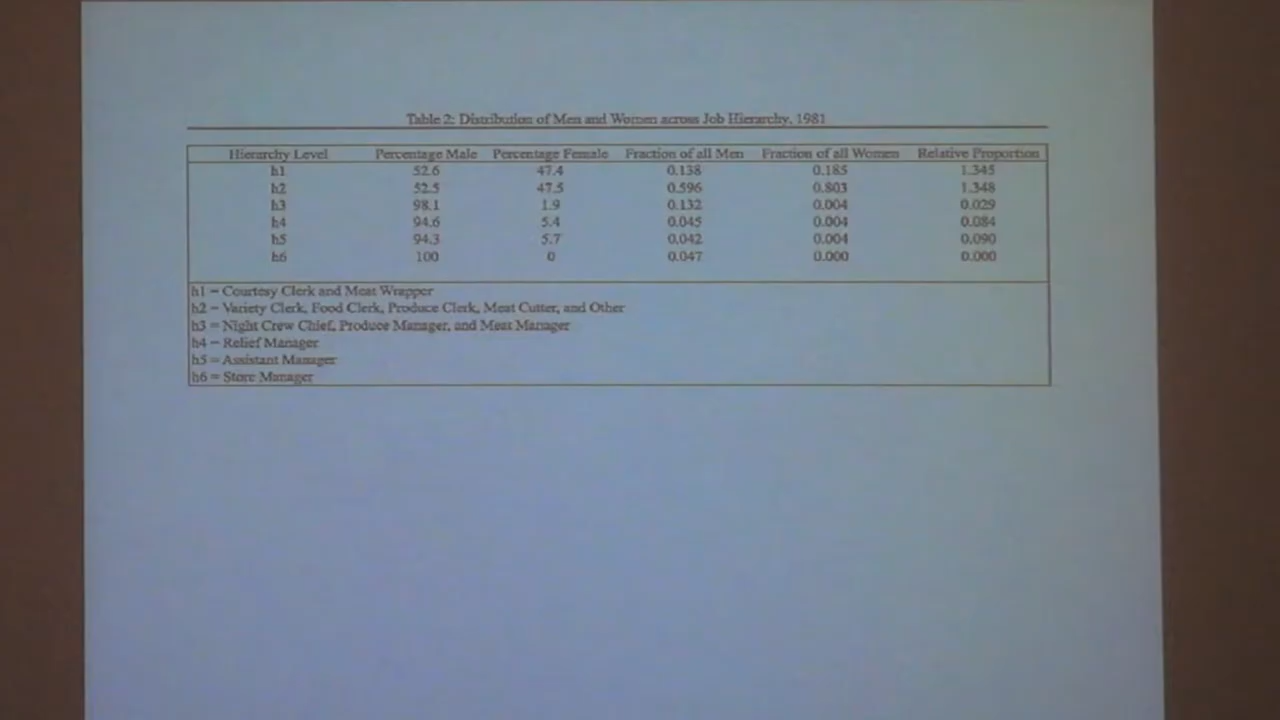 Table 2: Distribution of Men and Women across Job Hierarchy, 1981
Hierarchy Level Percentage Male Percentage Female Fraction of all Men Fraction of all Women Relative Proportion
h1 52.6 47.4 0.138 0.185 1.345
h2 52.5 47.5 0.596 0.803 1.348
h3 98.1 1.9 0.132 0.004 0.029
h4 94.6 5.4 0.045 0.004 0.084
h5 94.3 5.7 0.042 0.004 0.090
h6 100 0 0.047 0.000 0.000
h1 = Courtesy Clerk and Meat Wrapper
h2 = Variety Clerk, Food Clerk, Produce Clerk, Meat Cutter, and Other
h3 = Night Crew Chief, Produce Manager, and Meat Manager
h4 = Relief Manager
h5 = Assistant Manager
h6 = Store Manager